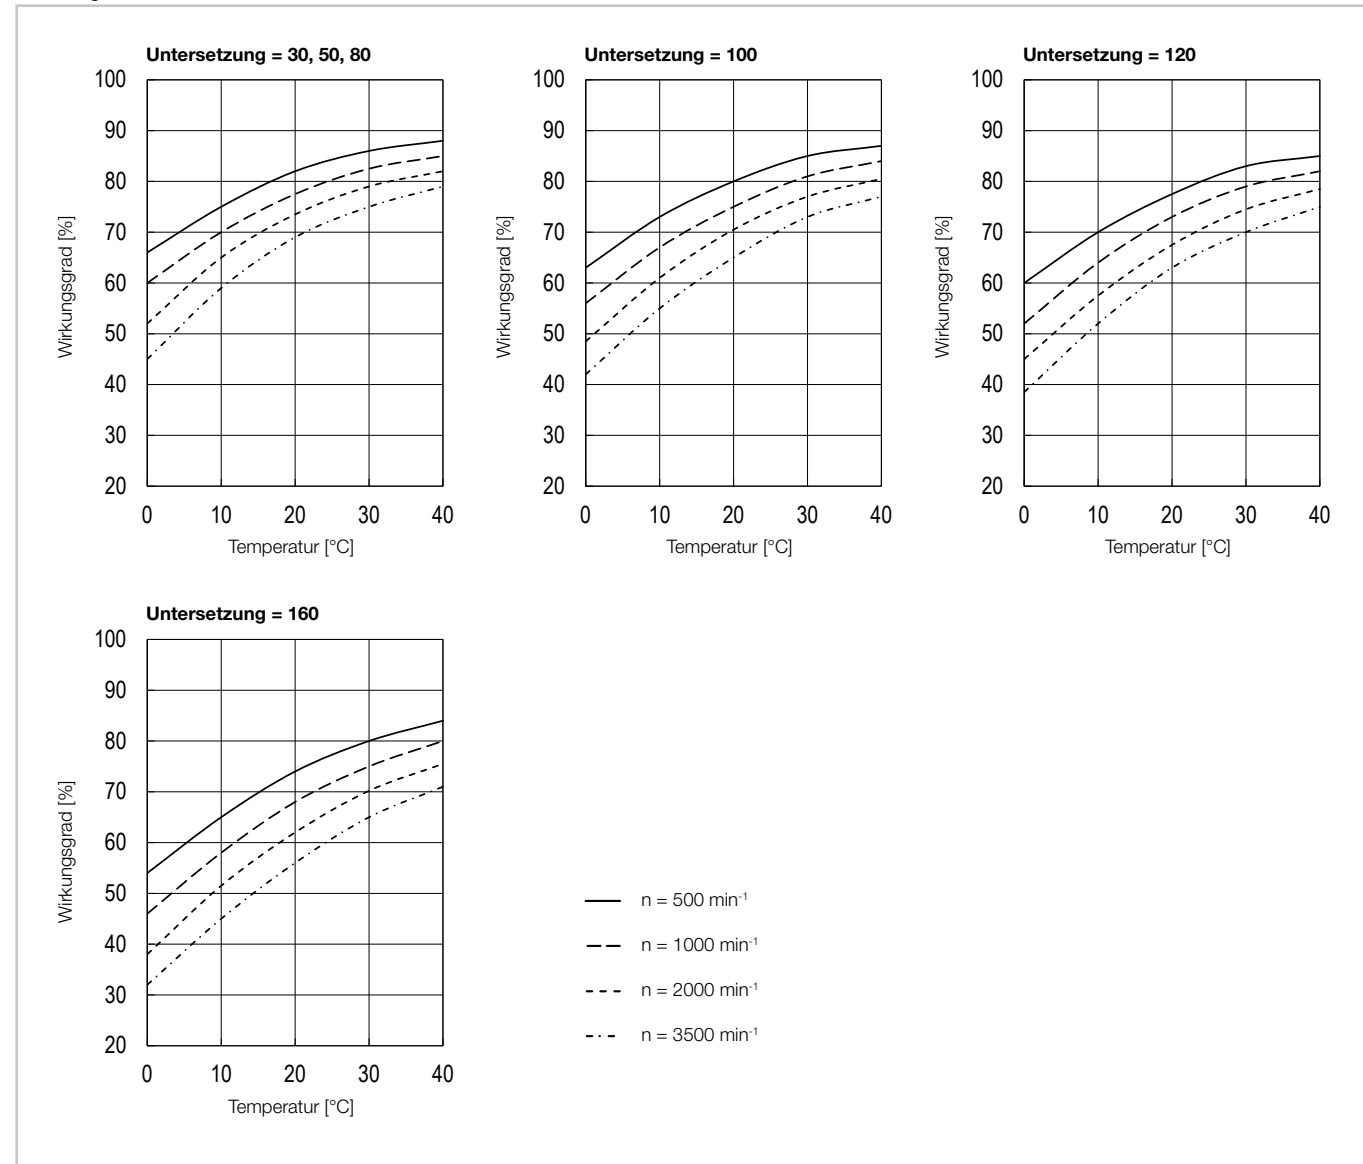 Untersetzung = 30, 50, 80
100
90
80
70
60
50
40
30
20
Wirkungsgrad [%]
0 10 20 30 40
Temperatur [°C]
Untersetzung = 100
100
90
80
70
60
50
40
30
20
Wirkungsgrad [%]
0 10 20 30 40
Temperatur [°C]
Untersetzung = 120
100
90
80
70
60
50
40
30
20
Wirkungsgrad [%]
0 10 20 30 40
Temperatur [°C]
Untersetzung = 160
100
90
80
70
60
50
40
30
20
Wirkungsgrad [%]
0 10 20 30 40
Temperatur [°C]
n = 500 min⁻¹
n = 1000 min⁻¹
n = 2000 min⁻¹
n = 3500 min⁻¹